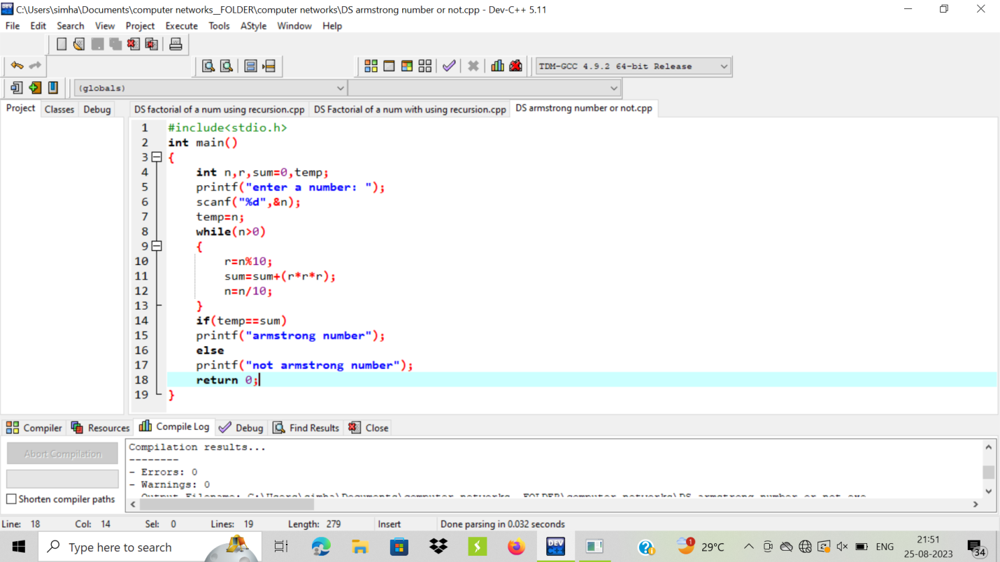 C:\Users\simha\Documents\computer networks_FOLDER\computer networks\DS armstrong number or not.cpp - Dev-C++ 5.11
File Edit Search View Project Execute Tools AStyle Window Help
TDM-GCC 4.9.2 64-bit Release
(globals)
Project Classes Debug
DS factorial of a num using recursion.cpp DS Factorial of a num with using recursion.cpp DS armstrong number or not.cpp
1 #include<stdio.h>
2 int main()
3 {
4 int n,r,sum=0,temp;
5 printf("enter a number: ");
6 scanf("%d",&n);
7 temp=n;
8 while(n>0)
9 {
10 r=n%10;
11 sum=sum+(r*r*r);
12 n=n/10;
13 }
14 if(temp==sum)
15 printf("armstrong number");
16 else
17 printf("not armstrong number");
18 return 0;
19 }
Compiler Resources Compile Log Debug Find Results Close
Abort Compilation
Shorten compiler paths
Compilation results...
--------
- Errors: 0
- Warnings: 0
- Output Filename: C:\Users\simha\Documents\computer networks_FOLDER\computer networks\DS armstrong number or not.exe
Line: 18 Col: 14 Sel: 0 Lines: 19 Length: 279 Insert Done parsing in 0.032 seconds
Type here to search
DEV C++
1
29°C
ENG
21:51
25-08-2023
34